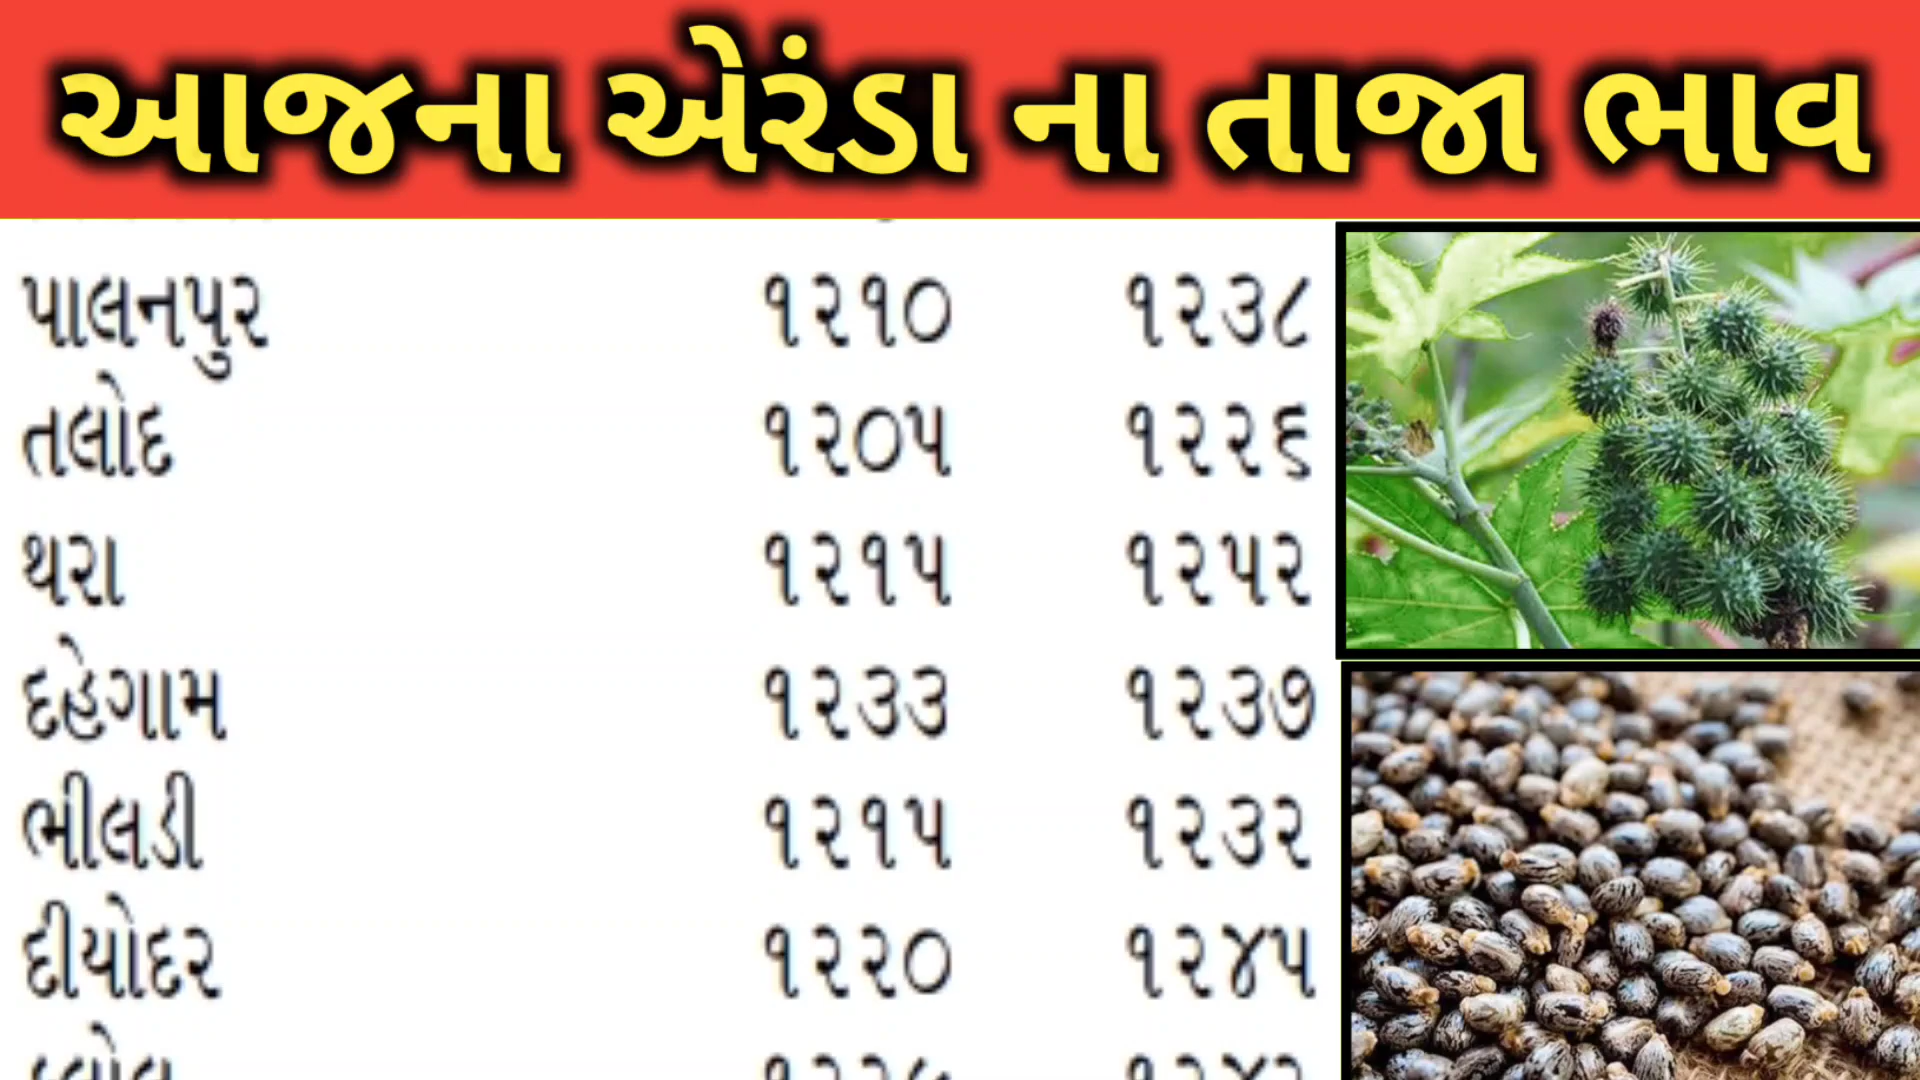 આજના એરંડા ના તાજા ભાવ
પાલનપુર ૧૨૧૦ ૧૨૩૮
તલોદ ૧૨૦૫ ૧૨૨૬
થરા ૧૨૧૫ ૧૨૫૨
દહેગામ ૧૨૩૩ ૧૨૩૭
ભીલડી ૧૨૧૫ ૧૨૩૨
દીયોદર ૧૨૨૦ ૧૨૪૫